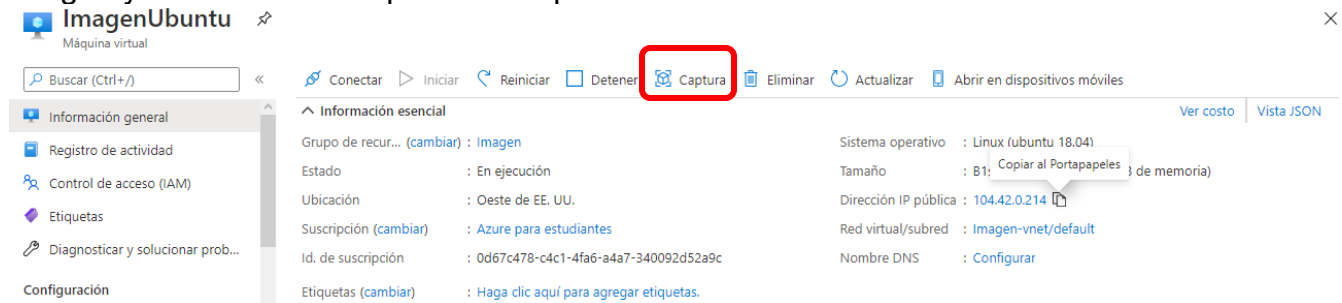 ImagenUbuntu
Máquina virtual
Buscar (Ctrl+/)
Conectar Iniciar Reiniciar Detener Captura Eliminar Actualizar Abrir en dispositivos móviles
Información general
Registro de actividad
Control de acceso (IAM)
Etiquetas
Diagnosticar y solucionar prob...
Configuración
Información esencial
Ver costo Vista JSON
Grupo de recur... (cambiar) : Imagen
Estado : En ejecución
Ubicación : Oeste de EE. UU.
Suscripción (cambiar) : Azure para estudiantes
Id. de suscripción : 0d67c478-c4c1-4fa6-a4a7-340092d52a9c
Etiquetas (cambiar) : Haga clic aquí para agregar etiquetas.
Sistema operativo : Linux (ubuntu 18.04)
Copiar al Portapapeles
Tamaño : de memoria)
Dirección IP pública : 104.42.0.214
Red virtual/subred : Imagen-vnet/default
Nombre DNS : Configurar